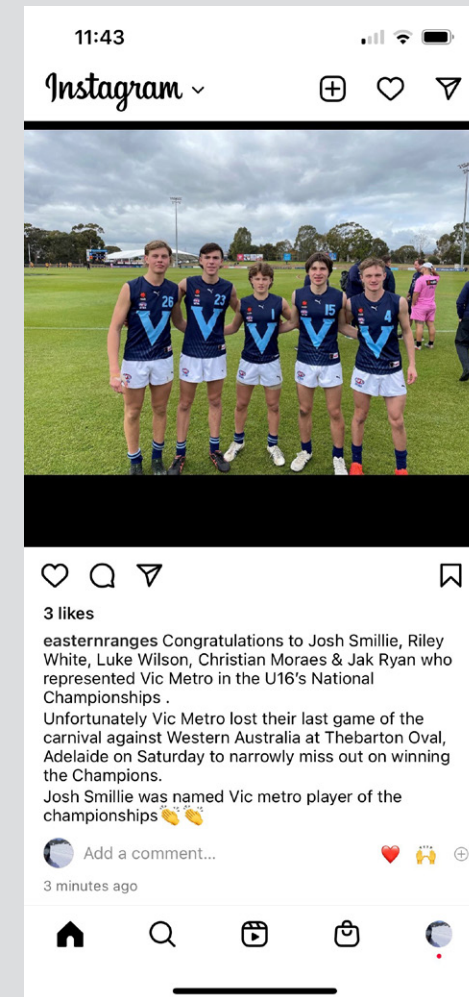 11:43
Instagram
26
23
1
15
4
V
V
V
V
V
3 likes
easternranges Congratulations to Josh Smillie, Riley
White, Luke Wilson, Christian Moraes & Jak Ryan who
represented Vic Metro in the U16's National
Championships .
Unfortunately Vic Metro lost their last game of the
carnival against Western Australia at Thebarton Oval,
Adelaide on Saturday to narrowly miss out on winning
the Champions.
Josh Smillie was named Vic metro player of the
championships👏👏
Add a comment...
3 minutes ago